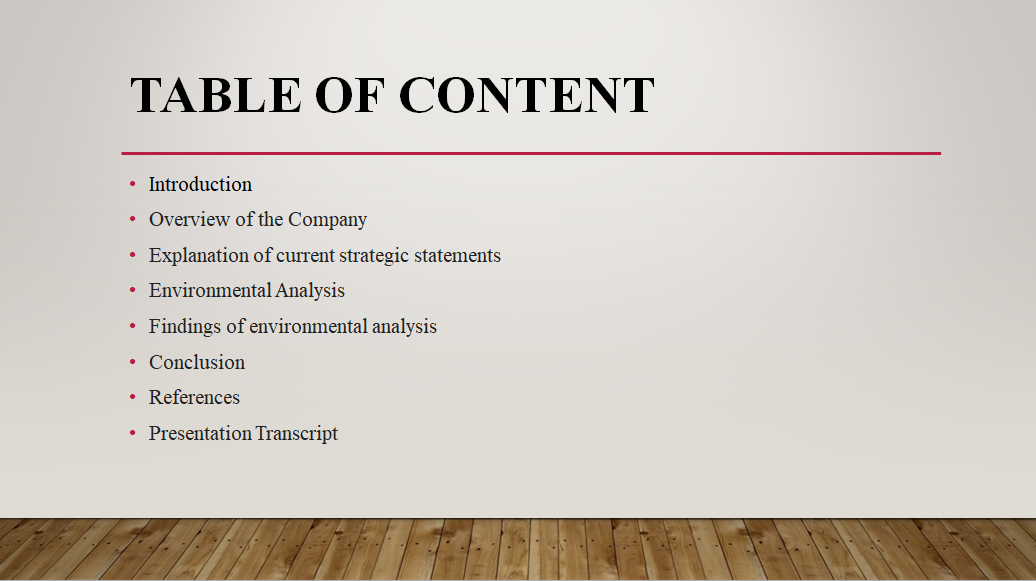 TABLE OF CONTENT
• Introduction
• Overview of the Company
• Explanation of current strategic statements
• Environmental Analysis
• Findings of environmental analysis
• Conclusion
• References
• Presentation Transcript